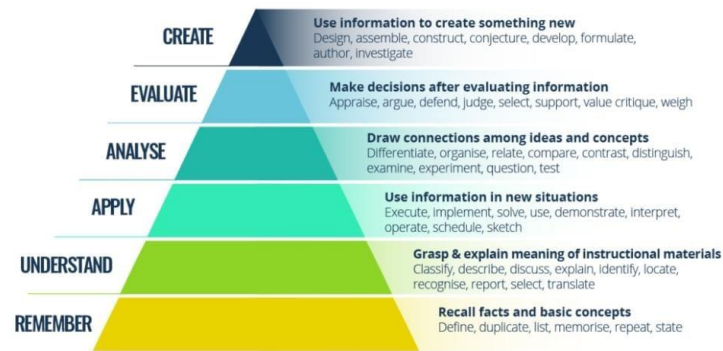 CREATE
Use information to create something new
Design, assemble, construct, conjecture, develop, formulate,
author, investigate
EVALUATE
Make decisions after evaluating information
Appraise, argue, defend, judge, select, support, value critique, weigh
ANALYSE
Draw connections among ideas and concepts
Differentiate, organise, relate, compare, contrast, distinguish,
examine, experiment, question, test
APPLY
Use information in new situations
Execute, implement, solve, use, demonstrate, interpret,
operate, schedule, sketch
UNDERSTAND
Grasp & explain meaning of instructional materials
Classify, describe, discuss, explain, identify, locate,
recognise, report, select, translate
REMEMBER
Recall facts and basic concepts
Define, duplicate, list, memorise, repeat, state